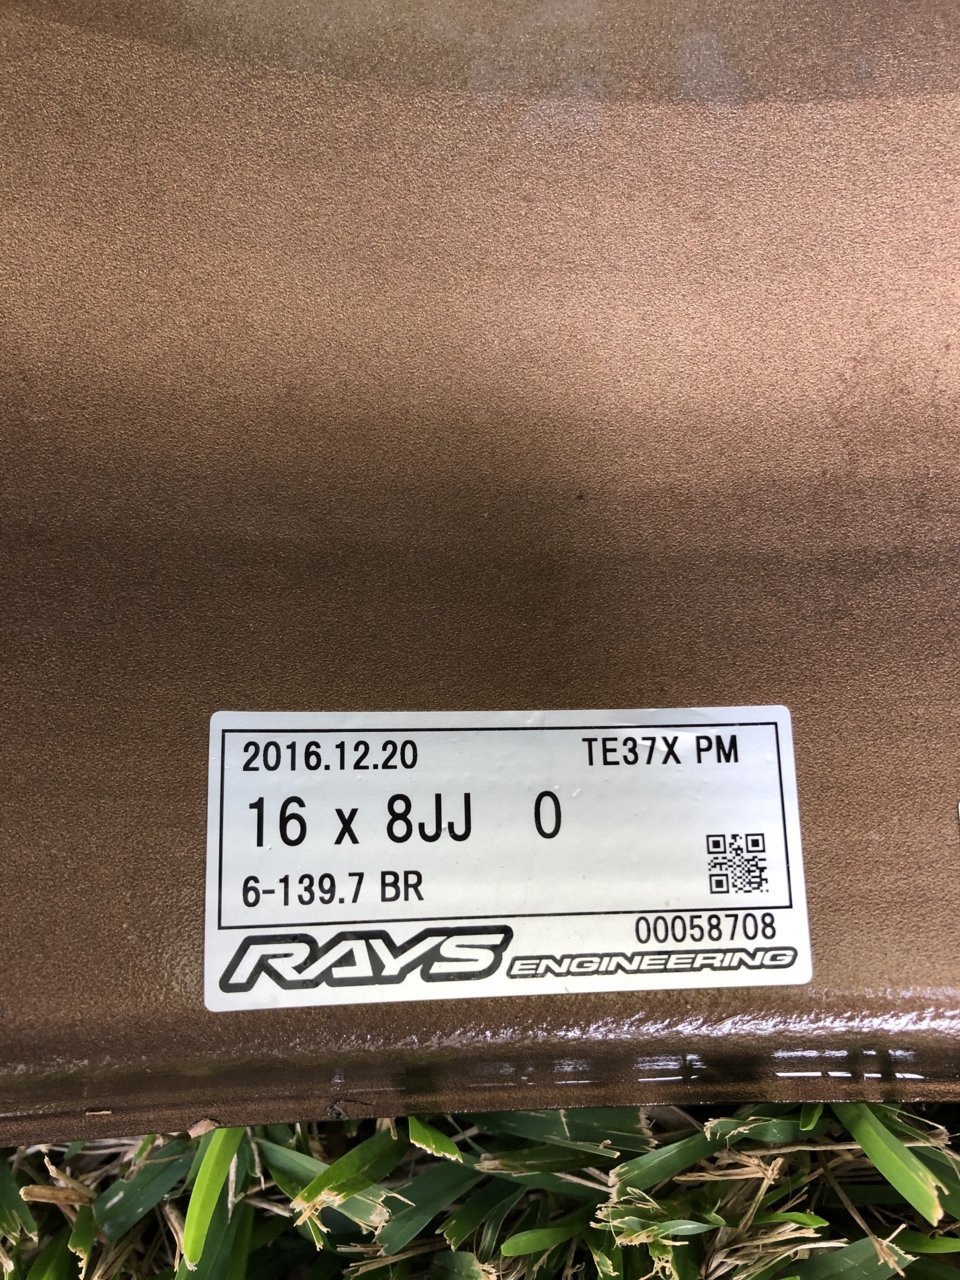 2016.12.20 TE37X PM
16 x 8JJ 0
6-139.7 BR
00058708
RAYS ENGINEERING